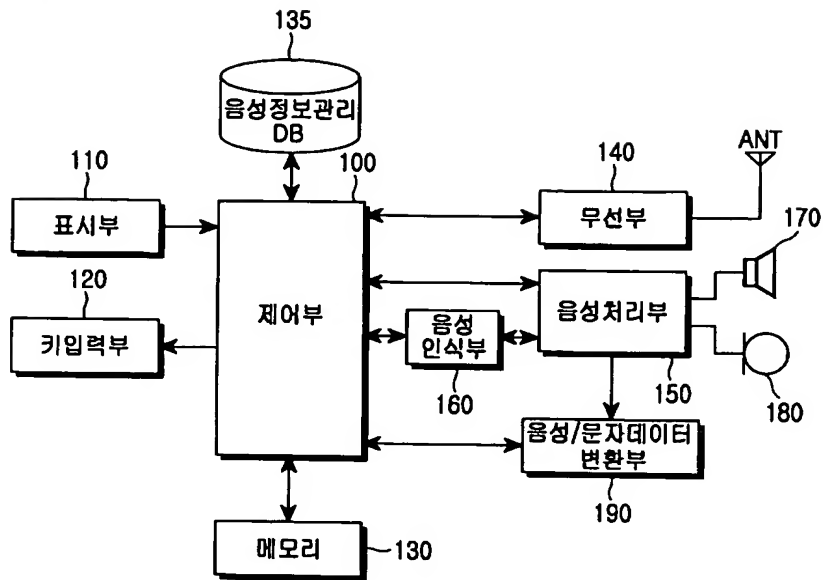 135
음성정보관리
DB
110
표시부
100
140
무선부
ANT
170
120
키입력부
제어부
음성
인식부
160
음성처리부
150
180
음성/문자데이터
변환부
190
메모리
130